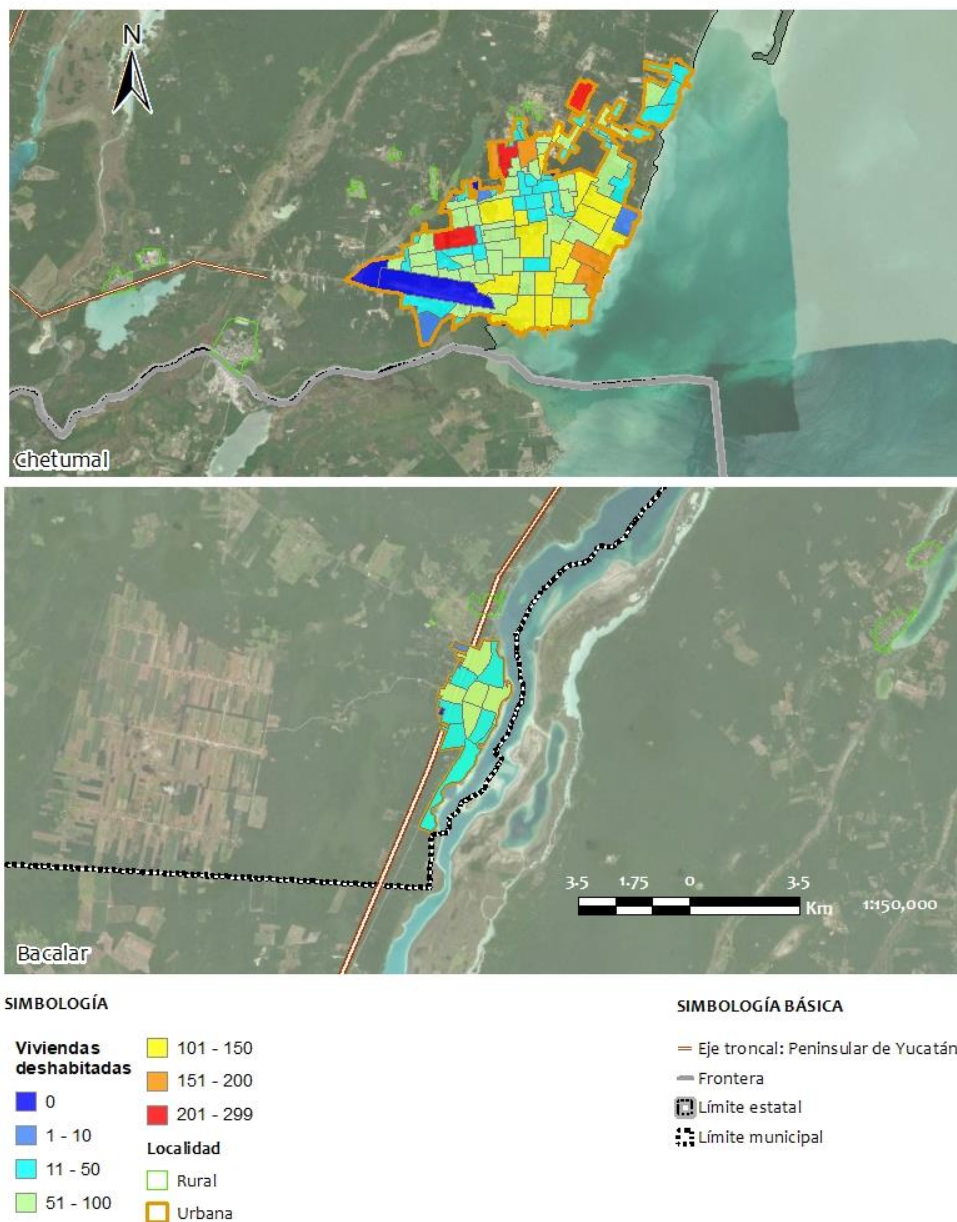 N
Chetumal
3.5 1.75 0 3.5
Km 1:150,000
Bacalar
SIMBOLOGÍA
Viviendas
deshabitadas
0
1 - 10
11 - 50
51 - 100
101 - 150
151 - 200
201 - 299
Localidad
Rural
Urbana
SIMBOLOGÍA BÁSICA
Eje troncal: Peninsular de Yucatán
Frontera
Límite estatal
Límite municipal